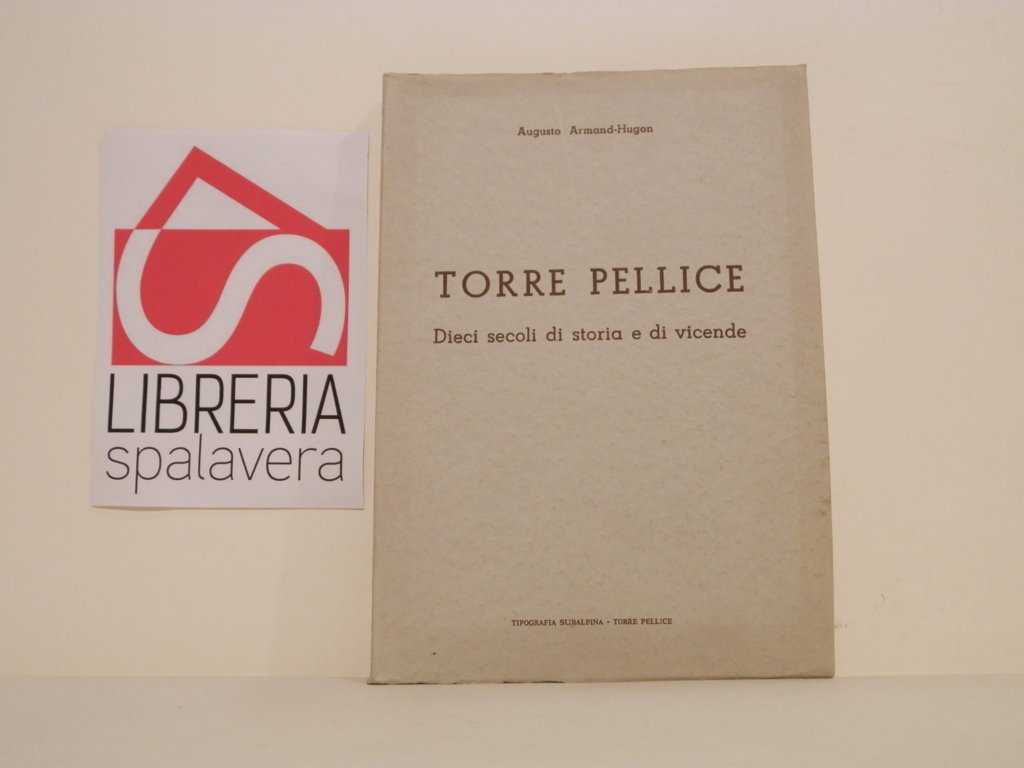 LIBRERIA
spalavera
Augusto Armand-Hugon
TORRE PELLICE
Dieci secoli di storia e di vicende
TIPOGRAFIA SUBALPINA - TORRE PELLICE